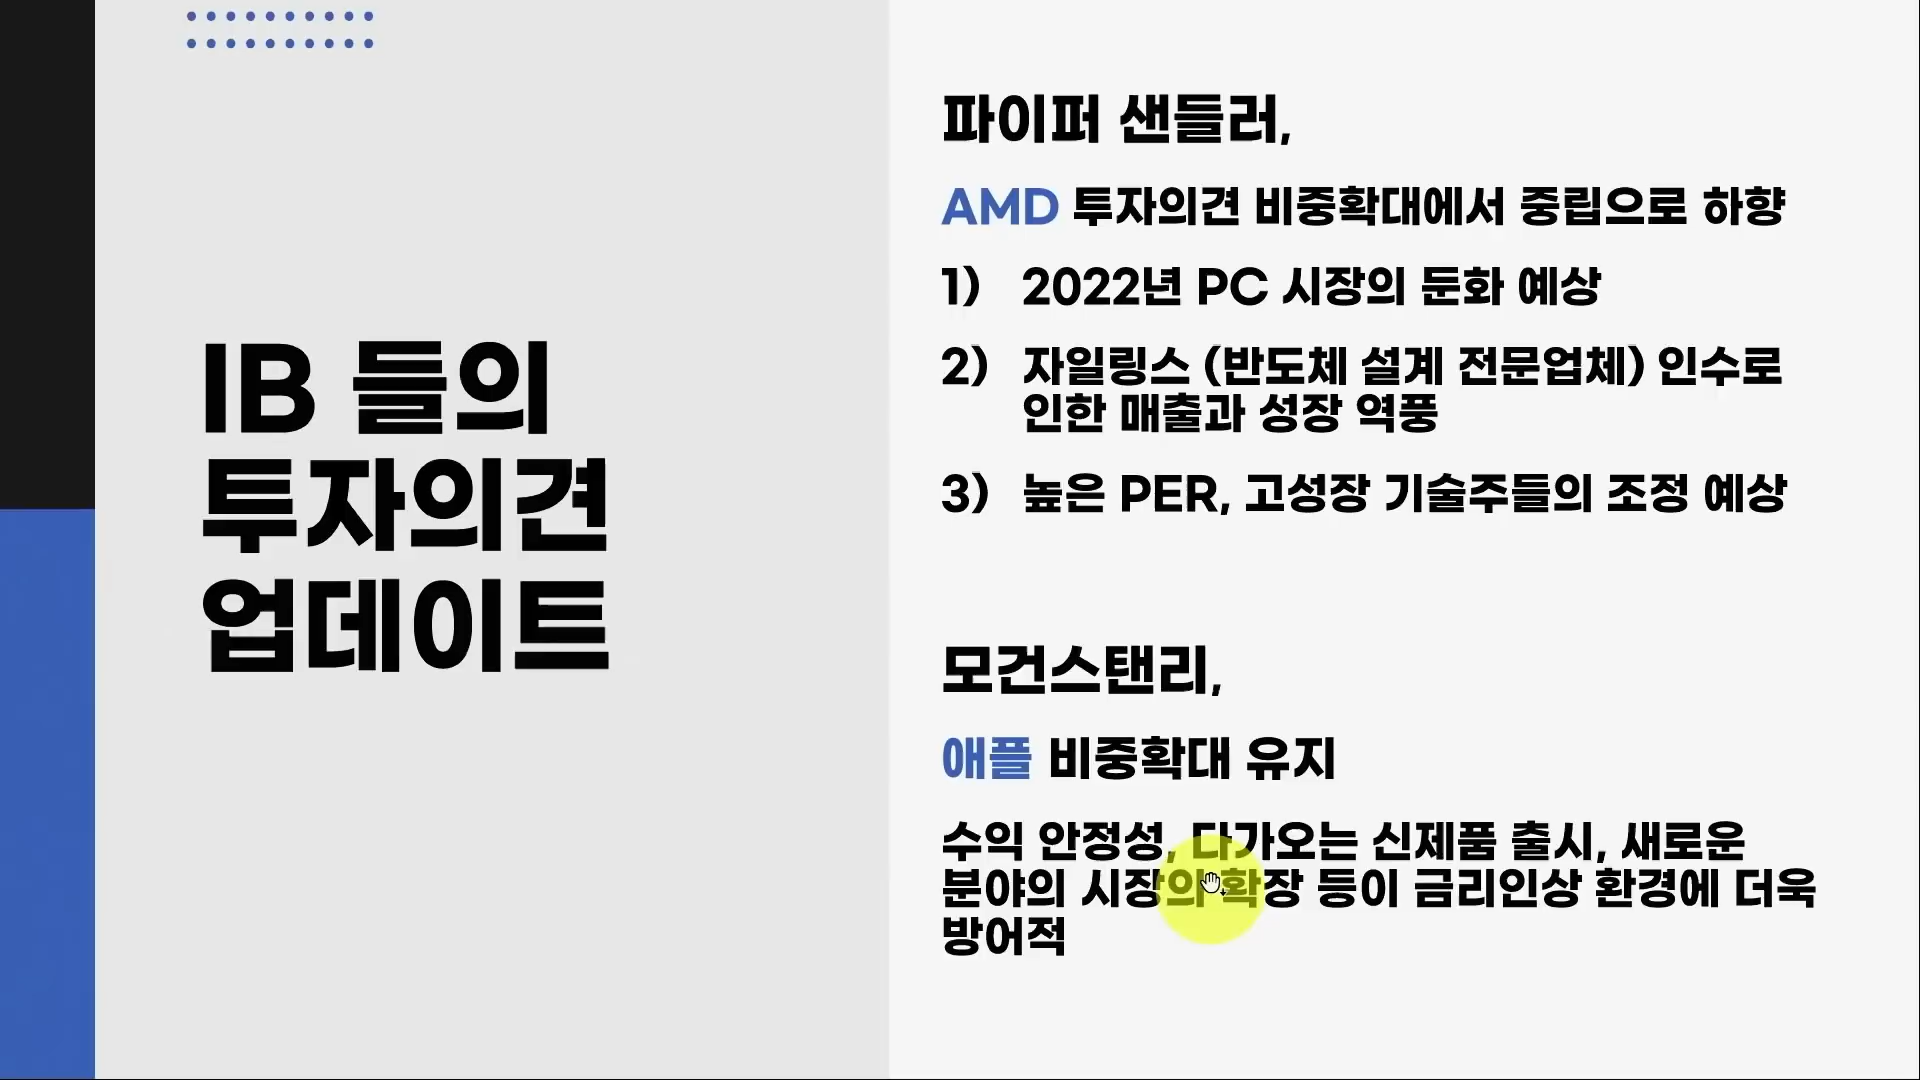 IB 들의
투자의견
업데이트
파이퍼 샌들러,
AMD 투자의견 비중확대에서 중립으로 하향
1) 2022년 PC 시장의 둔화 예상
2) 자일링스 (반도체 설계 전문업체) 인수로
인한 매출과 성장 역풍
3) 높은 PER, 고성장 기술주들의 조정 예상
모건스탠리,
애플 비중확대 유지
수익 안정성, 다가오는 신제품 출시, 새로운
분야의 시장의 확장 등이 금리인상 환경에 더욱
방어적